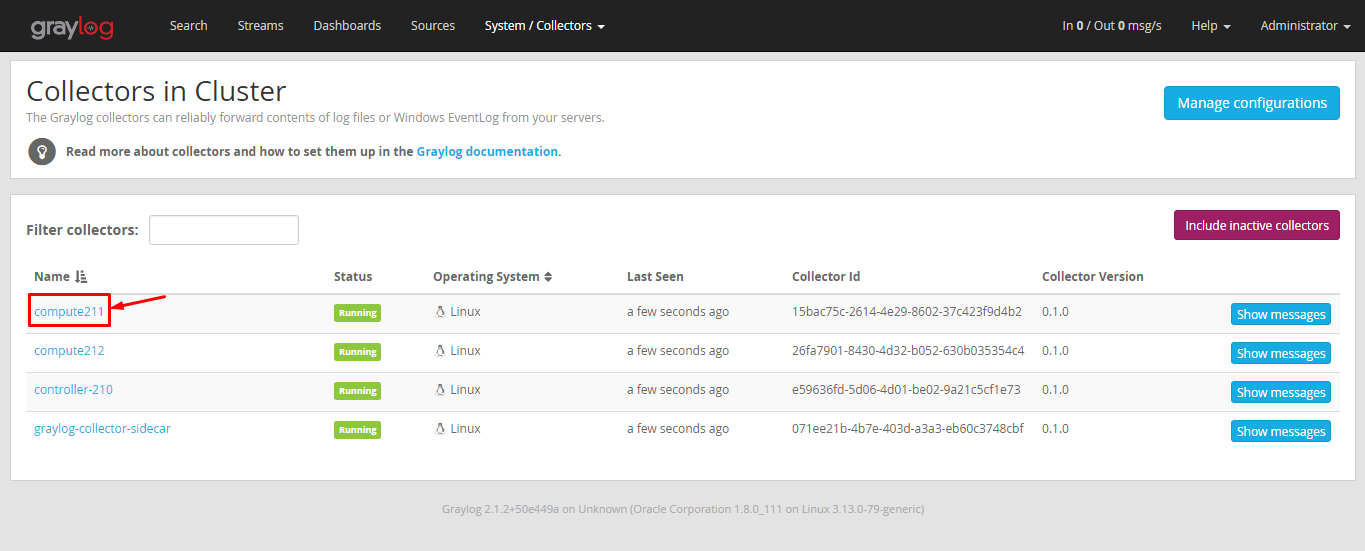 graylog Search Streams Dashboards Sources System / Collectors In 0 / Out 0 msg/s Help Administrator
Collectors in Cluster
The Graylog collectors can reliably forward contents of log files or Windows EventLog from your servers.
Manage configurations
Read more about collectors and how to set them up in the Graylog documentation.
Filter collectors: Include inactive collectors
Name Status Operating System Last Seen Collector Id Collector Version
compute211 Running Linux a few seconds ago 15bac75c-2614-4e29-8602-37c423f9d4b2 0.1.0 Show messages
compute212 Running Linux a few seconds ago 26fa7901-8430-4d32-b052-630b035354c4 0.1.0 Show messages
controller-210 Running Linux a few seconds ago e59636fd-5d06-4d01-be02-9a21c5cf1e73 0.1.0 Show messages
graylog-collector-sidecar Running Linux a few seconds ago 071ee21b-4b7e-403d-a3a3-eb60c3748cbf 0.1.0 Show messages
Graylog 2.1.2+50e449a on Unknown (Oracle Corporation 1.8.0_111 on Linux 3.13.0-79-generic)